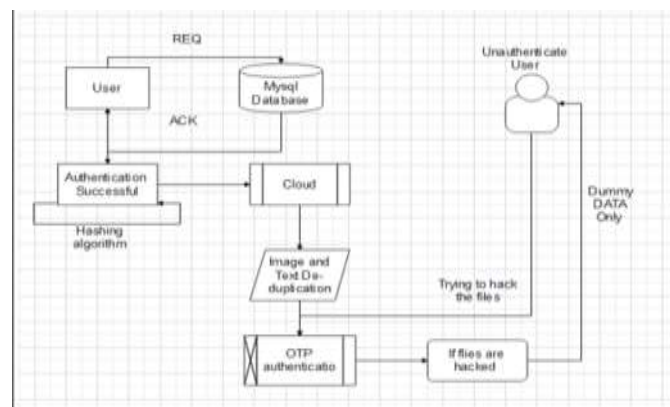 REQ
User
Mysql
Database
ACK
Unauthenticate
User
Authentication
Successful
Hashing
algorithm
Cloud
Image and
Text De-
duplication
Dummy
DATA
Only
Trying to hack
the files
OTP
authenticatio
If flies are
hacked